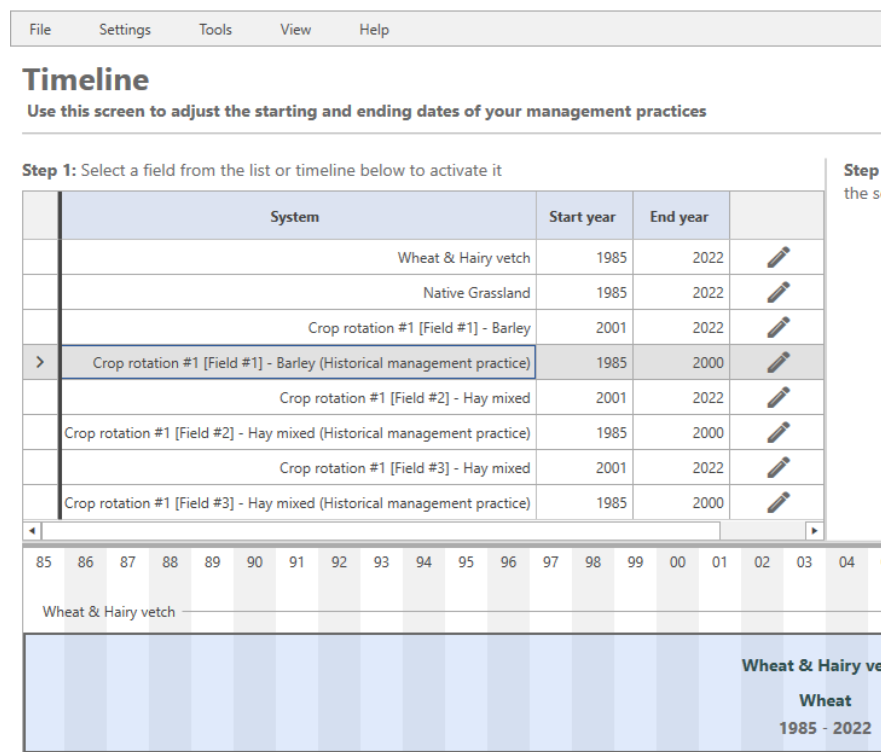 File Settings Tools View Help
Timeline
Use this screen to adjust the starting and ending dates of your management practices
Step 1: Select a field from the list or timeline below to activate it
Step
the s
System Start year End year
Wheat & Hairy vetch 1985 2022
Native Grassland 1985 2022
Crop rotation #1 [Field #1] - Barley 2001 2022
Crop rotation #1 [Field #1] - Barley (Historical management practice) 1985 2000
Crop rotation #1 [Field #2] - Hay mixed 2001 2022
Crop rotation #1 [Field #2] - Hay mixed (Historical management practice) 1985 2000
Crop rotation #1 [Field #3] - Hay mixed 2001 2022
Crop rotation #1 [Field #3] - Hay mixed (Historical management practice) 1985 2000
85 86 87 88 89 90 91 92 93 94 95 96 97 98 99 00 01 02 03 04
Wheat & Hairy vetch
Wheat & Hairy ve
Wheat
1985 - 2022